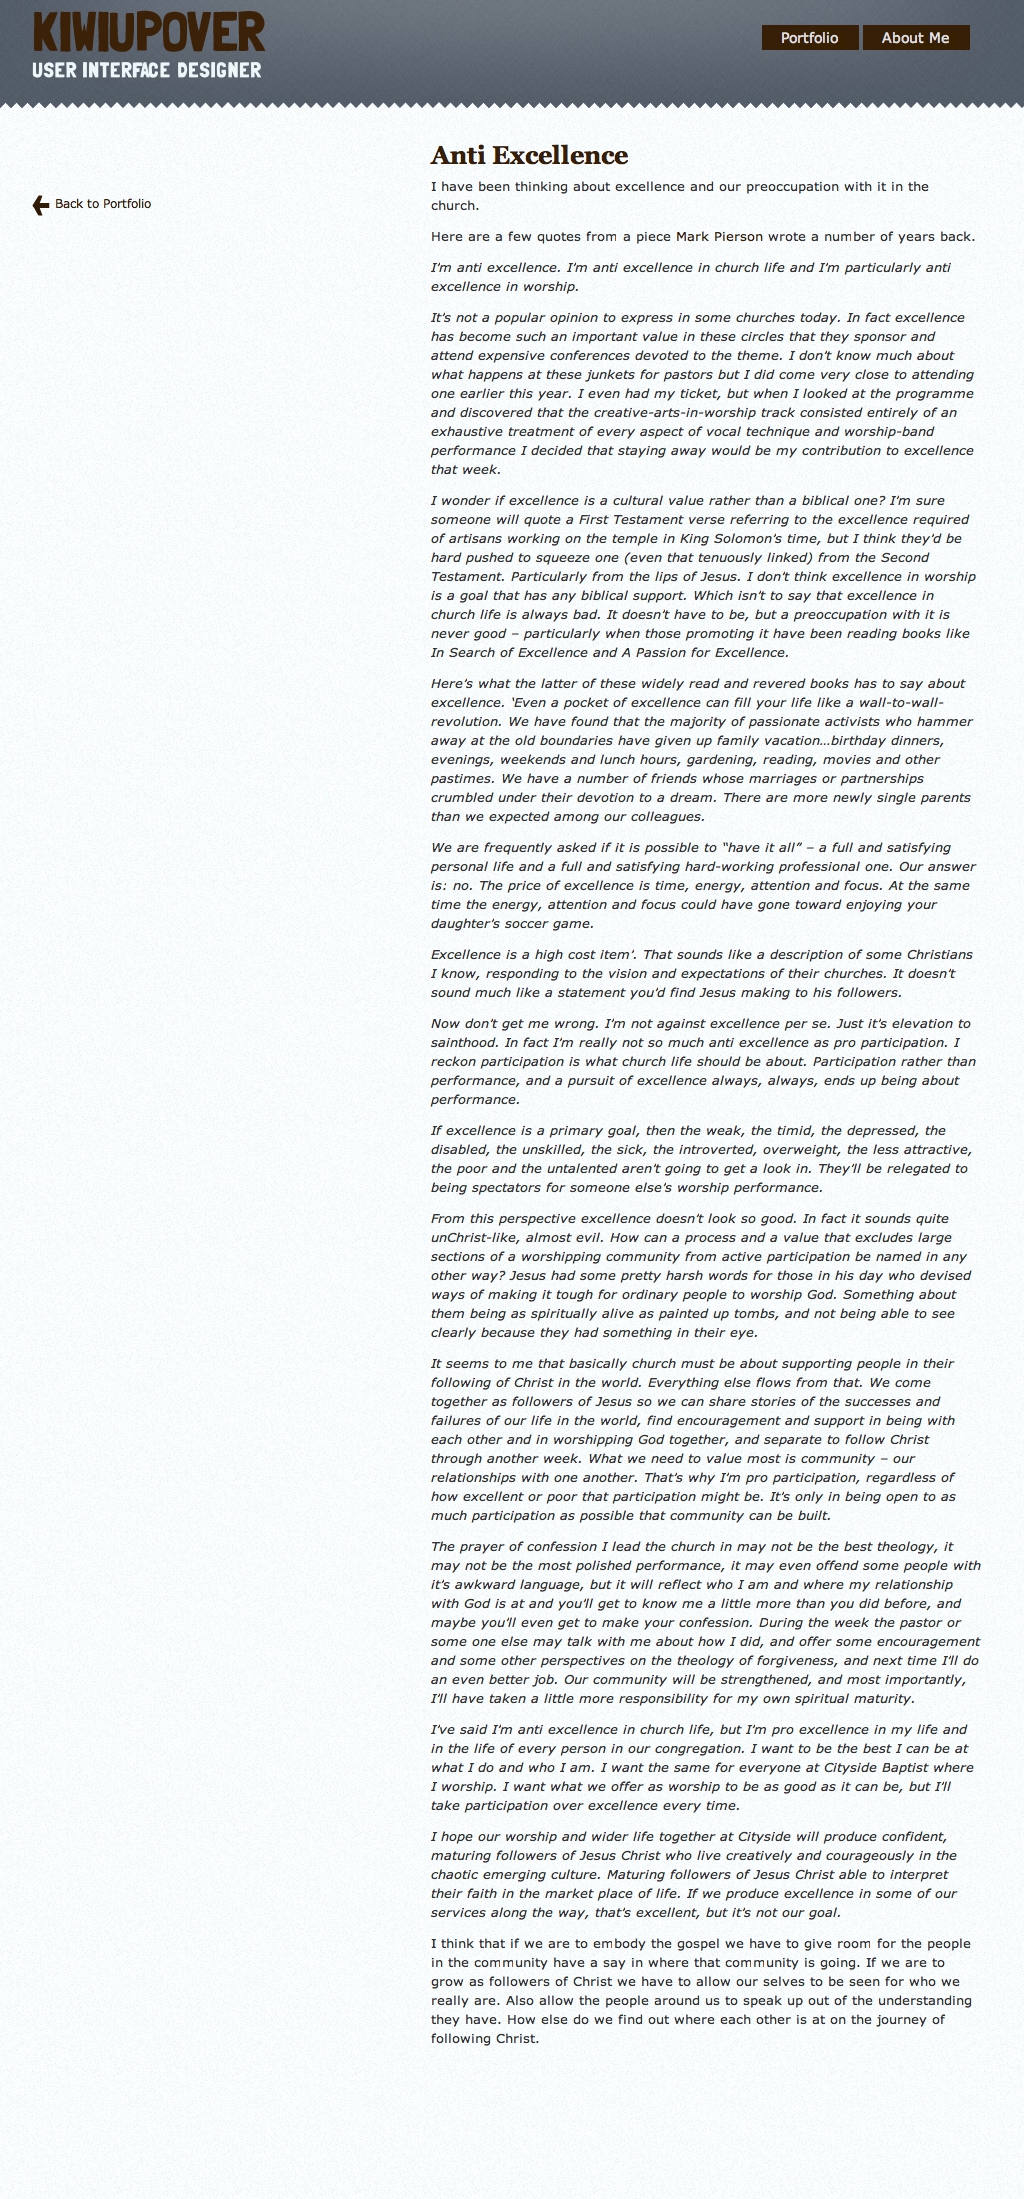 KIWIUPOVER
USER INTERFACE DESIGNER
Portfolio
About Me
Back to Portfolio
Anti Excellence
I have been thinking about excellence and our preoccupation with it in the
church.
Here are a few quotes from a piece Mark Pierson wrote a number of years back.
I'm anti excellence. I'm anti excellence in church life and I'm particularly anti
excellence in worship.
It's not a popular opinion to express in some churches today. In fact excellence
has become such an important value in these circles that they sponsor and
attend expensive conferences devoted to the theme. I don't know much about
what happens at these junkets for pastors but I did come very close to attending
one earlier this year. I even had my ticket, but when I looked at the programme
and discovered that the creative-arts-in-worship track consisted entirely of an
exhaustive treatment of every aspect of vocal technique and worship-band
performance I decided that staying away would be my contribution to excellence
that week.
I wonder if excellence is a cultural value rather than a biblical one? I'm sure
someone will quote a First Testament verse referring to the excellence required
of artisans working on the temple in King Solomon's time, but I think they'd be
hard pushed to squeeze one (even that tenuously linked) from the Second
Testament. Particularly from the lips of Jesus. I don't think excellence in worship
is a goal that has any biblical support. Which isn't to say that excellence in
church life is always bad. It doesn't have to be, but a preoccupation with it is
never good – particularly when those promoting it have been reading books like
In Search of Excellence and A Passion for Excellence.
Here's what the latter of these widely read and revered books has to say about
excellence. ‘Even a pocket of excellence can fill your life like a wall-to-wall-
revolution. We have found that the majority of passionate activists who hammer
away at the old boundaries have given up family vacation…birthday dinners,
evenings, weekends and lunch hours, gardening, reading, movies and other
pastimes. We have a number of friends whose marriages or partnerships
crumbled under their devotion to a dream. There are more newly single parents
than we expected among our colleagues.
We are frequently asked if it is possible to “have it all” – a full and satisfying
personal life and a full and satisfying hard-working professional one. Our answer
is: no. The price of excellence is time, energy, attention and focus. At the same
time the energy, attention and focus could have gone toward enjoying your
daughter's soccer game.
Excellence is a high cost item'. That sounds like a description of some Christians
I know, responding to the vision and expectations of their churches. It doesn't
sound much like a statement you'd find Jesus making to his followers.
Now don't get me wrong. I'm not against excellence per se. Just it's elevation to
sainthood. In fact I'm really not so much anti excellence as pro participation. I
reckon participation is what church life should be about. Participation rather than
performance, and a pursuit of excellence always, always, ends up being about
performance.
If excellence is a primary goal, then the weak, the timid, the depressed, the
disabled, the unskilled, the sick, the introverted, overweight, the less attractive,
the poor and the untalented aren't going to get a look in. They'll be relegated to
being spectators for someone else's worship performance.
From this perspective excellence doesn't look so good. In fact it sounds quite
unChrist-like, almost evil. How can a process and a value that excludes large
sections of a worshipping community from active participation be named in any
other way? Jesus had some pretty harsh words for those in his day who devised
ways of making it tough for ordinary people to worship God. Something about
them being as spiritually alive as painted up tombs, and not being able to see
clearly because they had something in their eye.
It seems to me that basically church must be about supporting people in their
following of Christ in the world. Everything else flows from that. We come
together as followers of Jesus so we can share stories of the successes and
failures of our life in the world, find encouragement and support in being with
each other and in worshipping God together, and separate to follow Christ
through another week. What we need to value most is community – our
relationships with one another. That's why I'm pro participation, regardless of
how excellent or poor that participation might be. It's only in being open to as
much participation as possible that community can be built.
The prayer of confession I lead the church in may not be the best theology, it
may not be the most polished performance, it may even offend some people with
it's awkward language, but it will reflect who I am and where my relationship
with God is at and you'll get to know me a little more than you did before, and
maybe you'll even get to make your confession. During the week the pastor or
some one else may talk with me about how I did, and offer some encouragement
and some other perspectives on the theology of forgiveness, and next time I'll do
an even better job. Our community will be strengthened, and most importantly,
I'll have taken a little more responsibility for my own spiritual maturity.
I've said I'm anti excellence in church life, but I'm pro excellence in my life and
in the life of every person in our congregation. I want to be the best I can be at
what I do and who I am. I want the same for everyone at Cityside Baptist where
I worship. I want what we offer as worship to be as good as it can be, but I'll
take participation over excellence every time.
I hope our worship and wider life together at Cityside will produce confident,
maturing followers of Jesus Christ who live creatively and courageously in the
chaotic emerging culture. Maturing followers of Jesus Christ able to interpret
their faith in the market place of life. If we produce excellence in some of our
services along the way, that's excellent, but it's not our goal.
I think that if we are to embody the gospel we have to give room for the people
in the community have a say in where that community is going. If we are to
grow as followers of Christ we have to allow our selves to be seen for who we
really are. Also allow the people around us to speak up out of the understanding
they have. How else do we find out where each other is at on the journey of
following Christ.